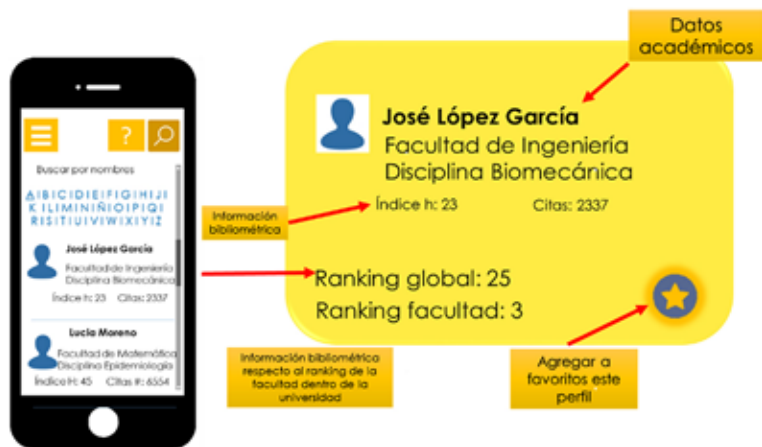 Datos
académicos
José López García
Facultad de Ingeniería
Disciplina Biomecánica
Índice h: 23 Citas: 2337
Información
bibliométrica
Ranking global: 25
Ranking facultad: 3
Información bibliométrica
respecto al ranking de la
facultad dentro de la
universidad
Agregar a
favoritos este
perfil
?
Buscar por nombres
A|B|C|D|E|F|G|H|J|
K |L|M|N|Ñ|O|P|Q|
R|S|T|U|V|W|X|Y|Z
José López García
Facultad de Ingeniería
Disciplina Biomecánica
Índice h: 23 Citas: 2337
Lucía Moreno
Facultad de Matemática
Disciplina Epidemiología
Índice H: 45 Citas #: 6554